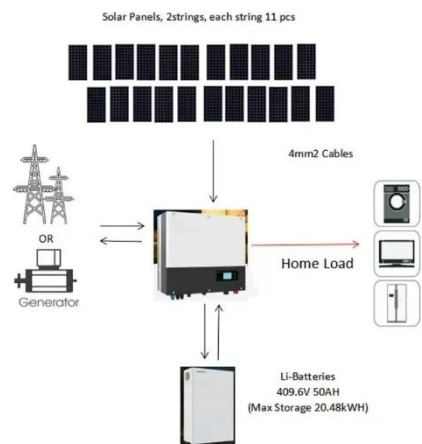 Solar Panels, 2strings, each string 11 pcs
4mm2 Cables
OR
Generator
Home Load
Li-Batteries
409.6V 50AH
(Max Storage 20.48kWH)